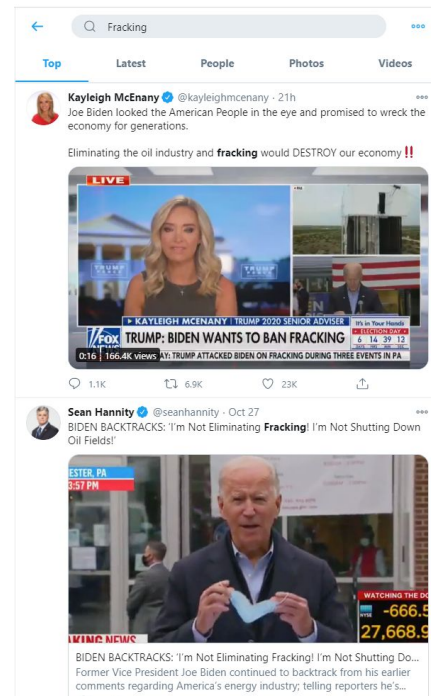 Fracking
Top Latest People Photos Videos
Kayleigh McEnany @kayleighmcenany · 21h
Joe Biden looked the American People in the eye and promised to wreck the
economy for generations.
Eliminating the oil industry and fracking would DESTROY our economy ‼
LIVE
KAYLEIGH MCENANY | TRUMP 2020 SENIOR ADVISER
It's in Your Hands
ELECTION DAY
FOX NEWS
TRUMP: BIDEN WANTS TO BAN FRACKING
6 14 39 12
0:16 166.4K views
AY: TRUMP ATTACKED BIDEN ON FRACKING DURING THREE EVENTS IN PA
1.1K 6.9K 23K
Sean Hannity @seanhannity · Oct 27
BIDEN BACKTRACKS: 'I'm Not Eliminating Fracking! I'm Not Shutting Down
Oil Fields!'
ESTER, PA
3:57 PM
WATCHING THE DO
NYSE -666.5
27,668.9
KING NEWS
BIDEN BACKTRACKS: 'I'm Not Eliminating Fracking! I'm Not Shutting Do...
Former Vice President Joe Biden continued to backtrack from his earlier
comments regarding America's energy industry; telling reporters he's...